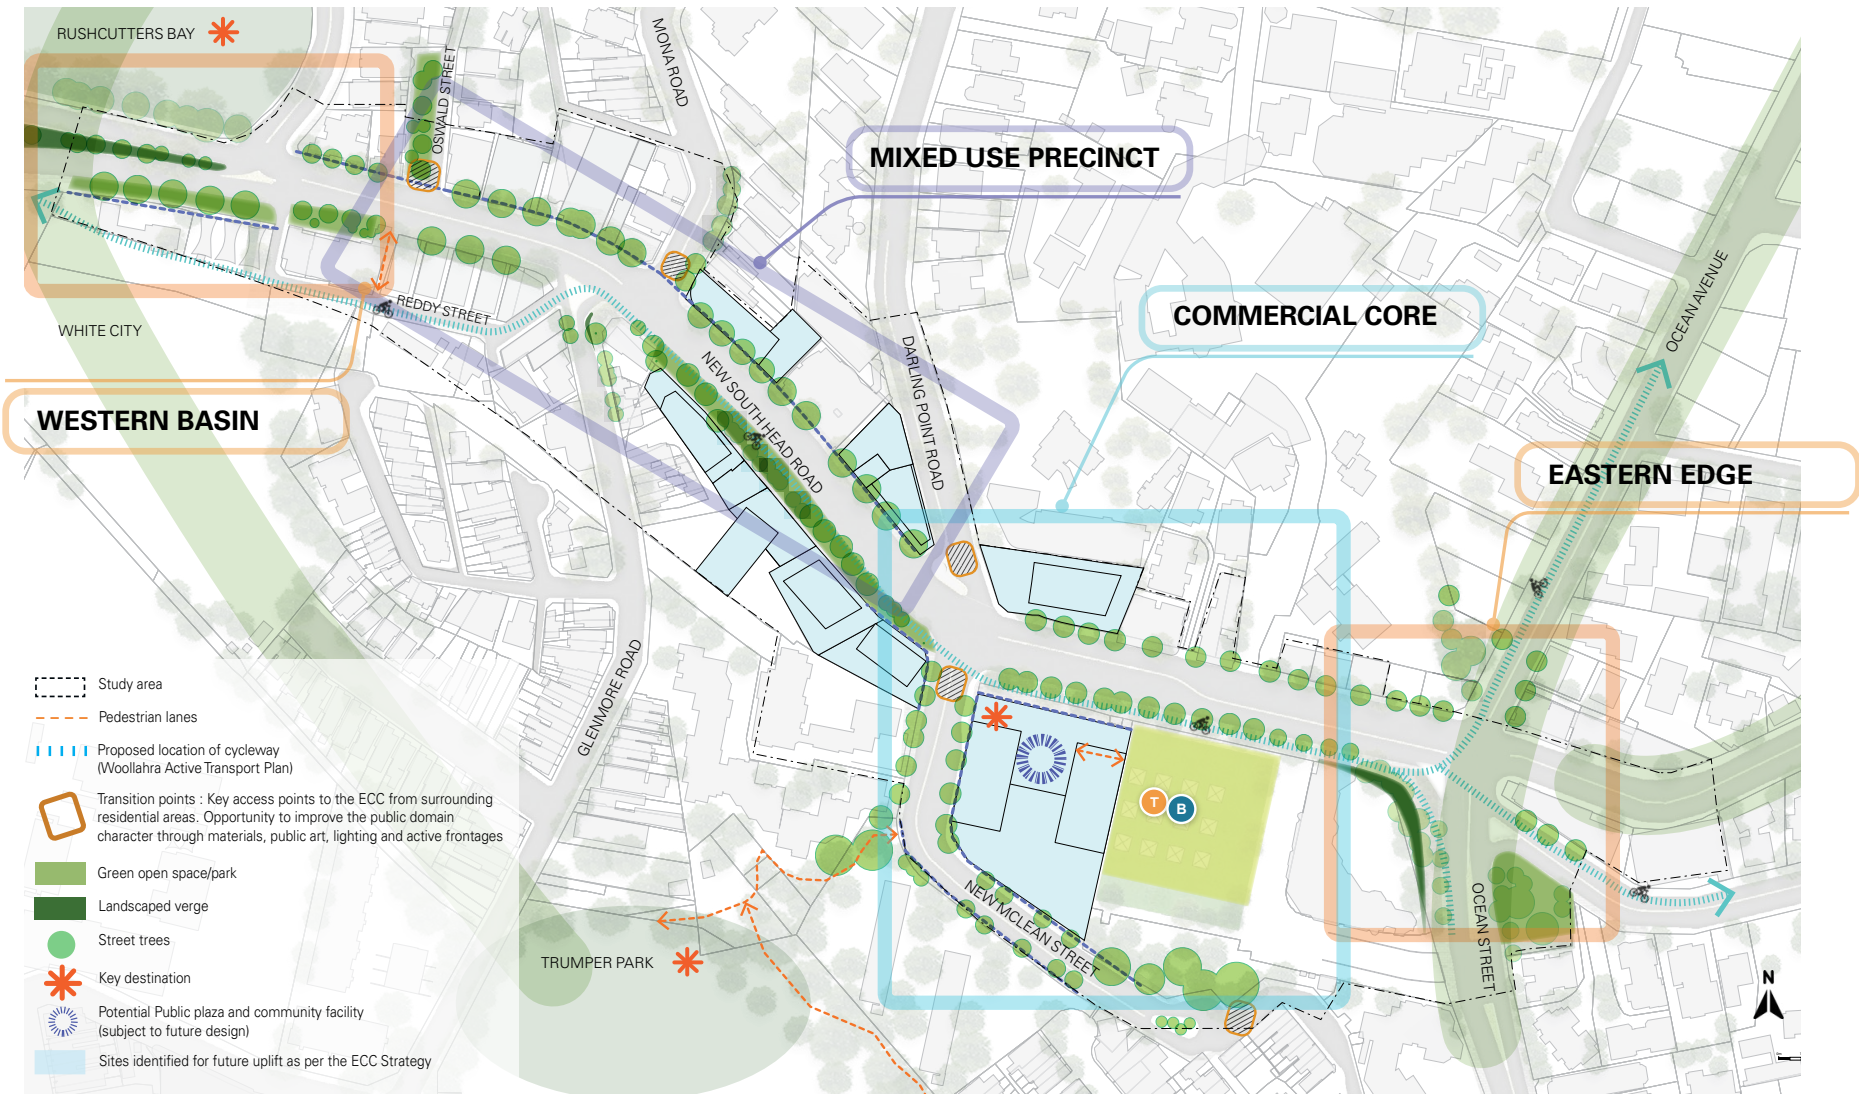 RUSHCUTTERS BAY
OSWALD STREET
MONA ROAD
MIXED USE PRECINCT
COMMERCIAL CORE
OCEAN AVENUE
REDDY STREET
WHITE CITY
WESTERN BASIN
NEW SOUTH HEAD ROAD
DARLING POINT ROAD
EASTERN EDGE
GLENMORE ROAD
T
B
NEW MCLEAN STREET
OCEAN STREET
TRUMPER PARK
N
Study area
Pedestrian lanes
Proposed location of cycleway
(Woollahra Active Transport Plan)
Transition points : Key access points to the ECC from surrounding
residential areas. Opportunity to improve the public domain
character through materials, public art, lighting and active frontages
Green open space/park
Landscaped verge
Street trees
Key destination
Potential Public plaza and community facility
(subject to future design)
Sites identified for future uplift as per the ECC Strategy